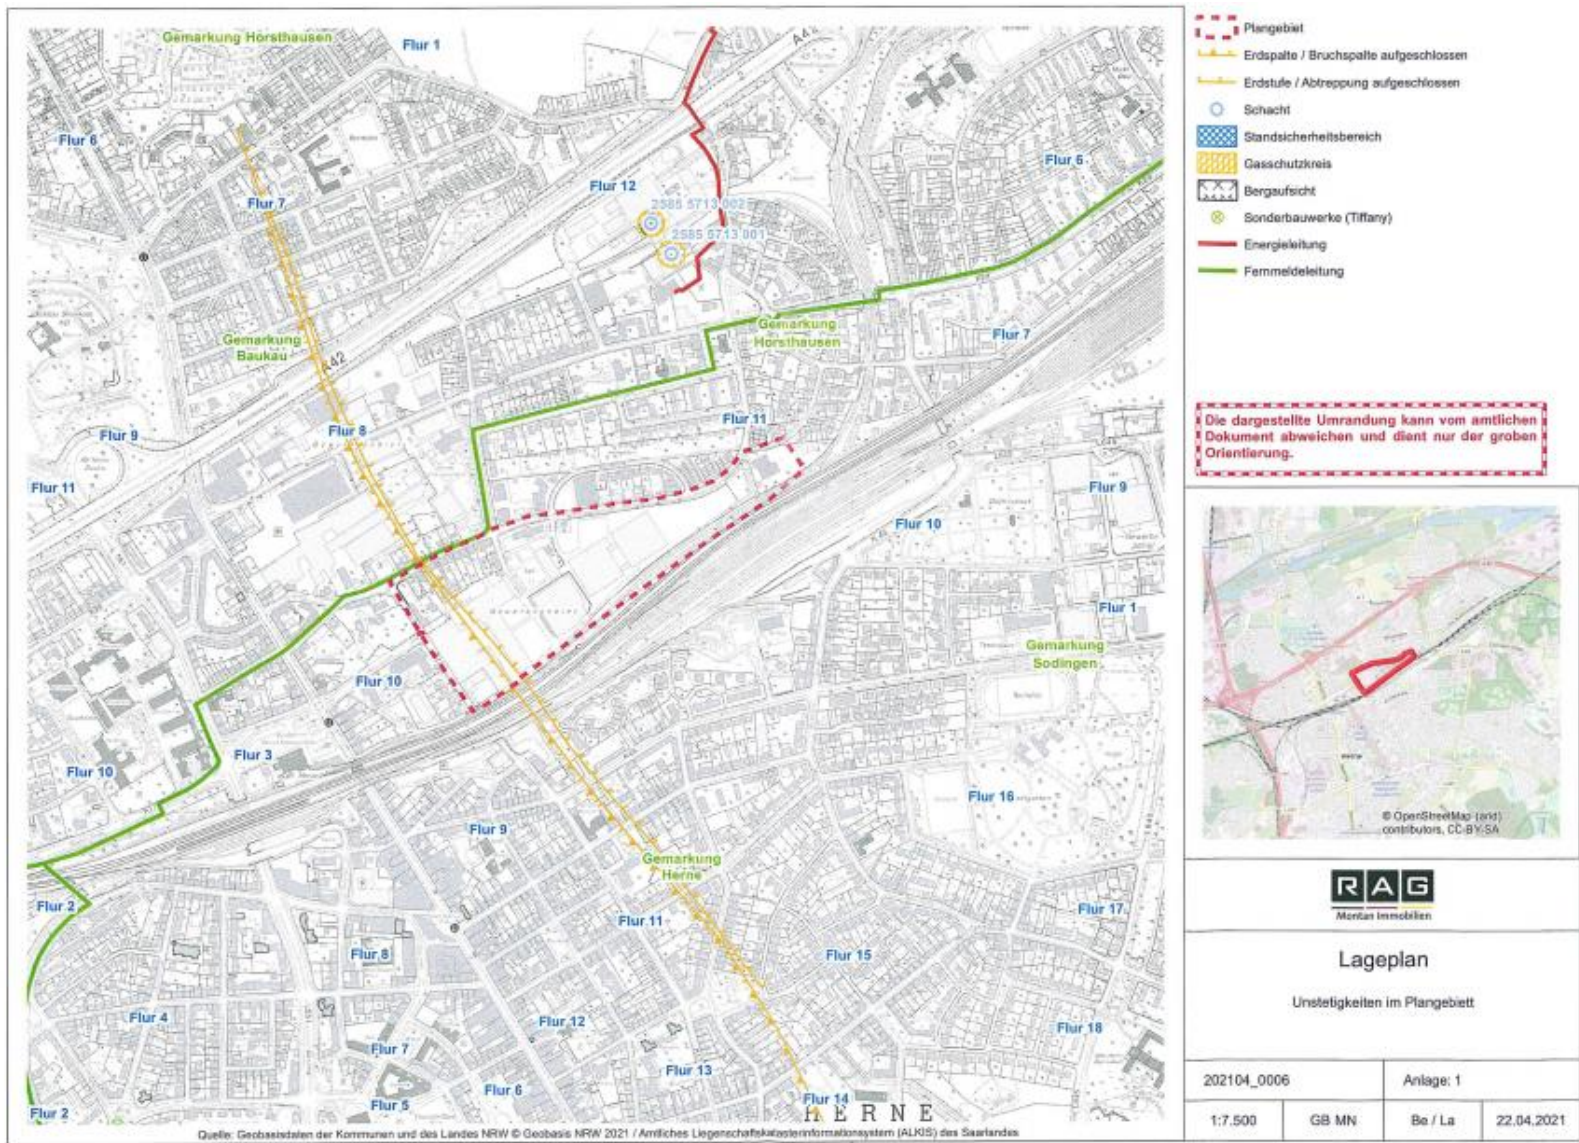 Gemarkung Horsthausen
Flur 1
A42
Flur 6
Flur 12
Flur 6
Flur 7
2585 5713 002
2585 5713 001
Gemarkung
Baukau
Gemarkung
Horsthausen
Flur 7
A42
Flur 9
Flur 8
Flur 11
Flur 11
Flur 9
Flur 10
Flur 1
Gemarkung
Sodingen
Flur 10
Flur 3
Flur 10
Flur 16
Flur 9
Gemarkung
Herne
Flur 2
Flur 11
Flur 17
Flur 8
Flur 15
Flur 4
Flur 12
Flur 18
Flur 7
Flur 13
Flur 6
Flur 5
Flur 14
Flur 2
HERNE
Quelle: Geobasisdaten der Kommunen und des Landes NRW © Geobasis NRW 2021 / Amtliches Liegenschaftskatasterinformationsystem (ALKIS) des Saarlandes
Plangebiet
Erdspalte / Bruchspalte aufgeschlossen
Erdstufe / Abtreppung aufgeschlossen
Schacht
Standsicherheitsbereich
Gasschutzkreis
Bergaufsicht
Sonderbauwerke (Tiffany)
Energieleitung
Fernmeldeleitung
Die dargestellte Umrandung kann vom amtlichen
Dokument abweichen und dient nur der groben
Orientierung.
© OpenStreetMap (and)
contributors, CC-BY-SA
RAG
Montan Immobilien
Lageplan
Unstetigkeiten im Plangebiett
202104_0006
Anlage: 1
1:7.500
GB MN
Be / La
22.04.2021